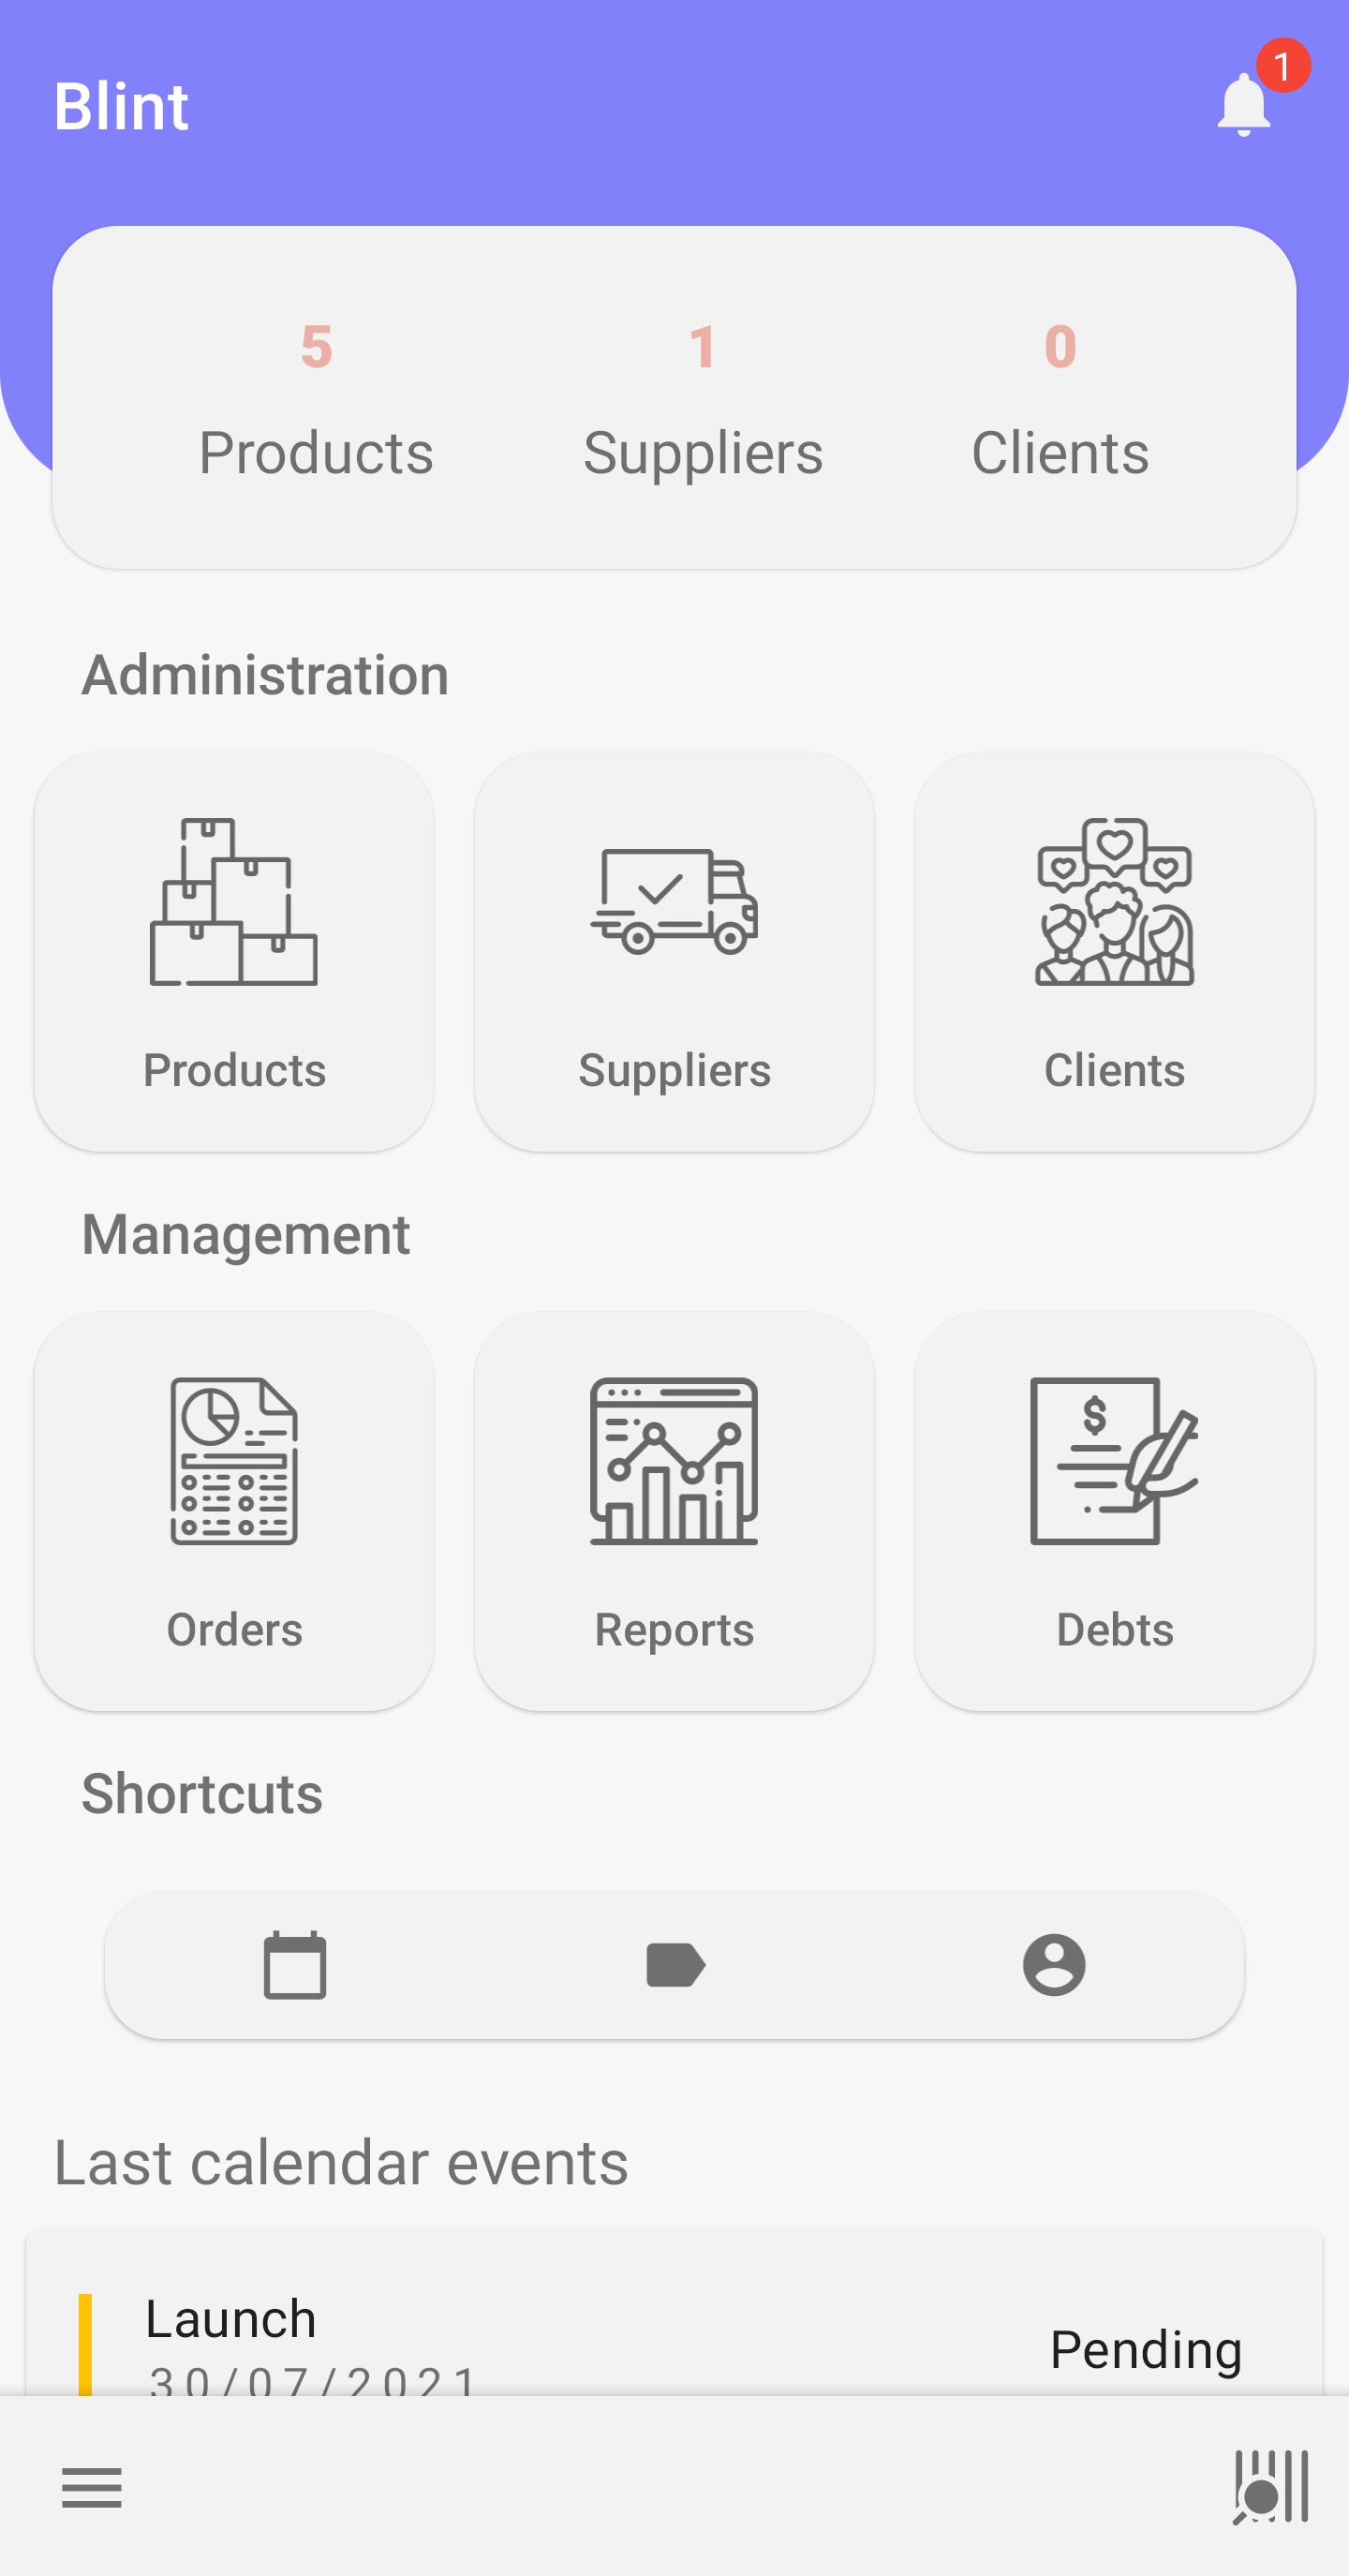 Blint
1
5 1 0
Products Suppliers Clients
Administration
Products Suppliers Clients
Management
$
Orders Reports Debts
Shortcuts
Last calendar events
Launch
Pending
30/07/2021